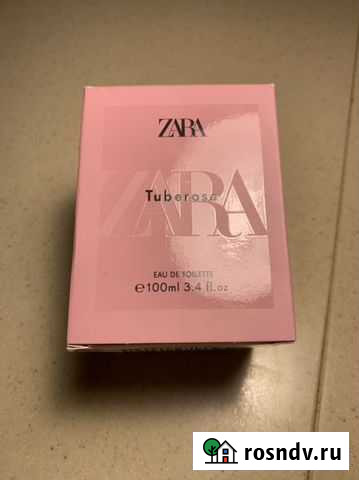 ZARA
Tuberose
ZARA
EAU DE TOILETTE
e100ml 3.4 fl.oz
rosndv.ru